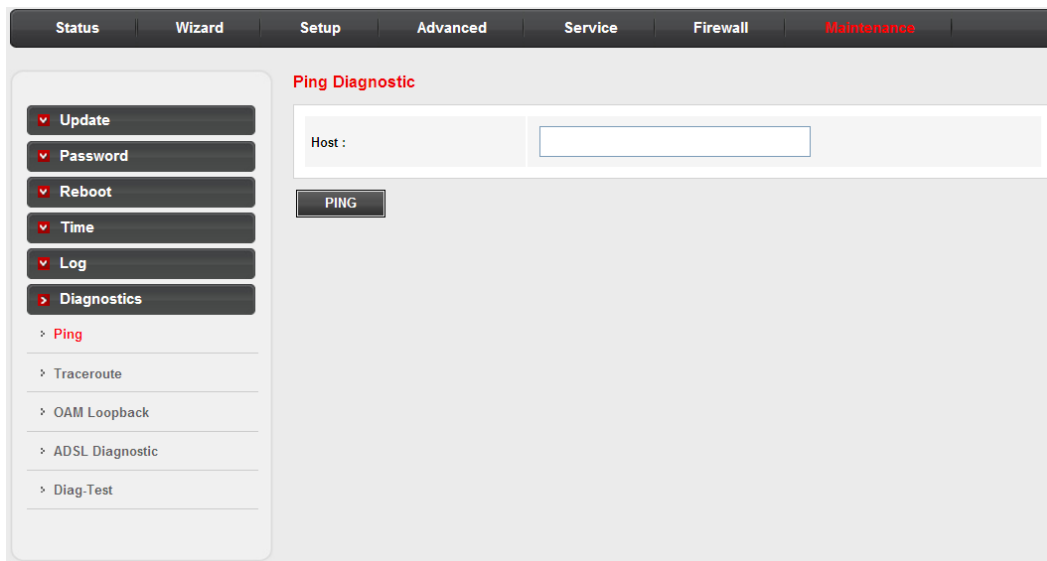 Status Wizard Setup Advanced Service Firewall Maintenance
Ping Diagnostic
Update
Password
Reboot
Time
Log
Diagnostics
Ping
Traceroute
OAM Loopback
ADSL Diagnostic
Diag-Test
Host :
PING